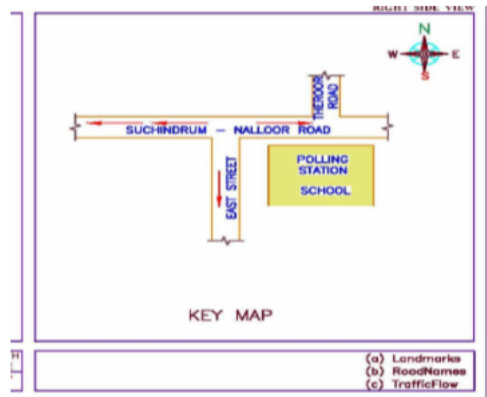 RIGHT SIDE VIEW
N
W E
S
THEROOR
ROAD
SUCHINDRUM - NALLOOR ROAD
POLLING
STATION
SCHOOL
EAST STREET
KEY MAP
H
(a) Landmarks
(b) RoadNames
(c) TrafficFlow